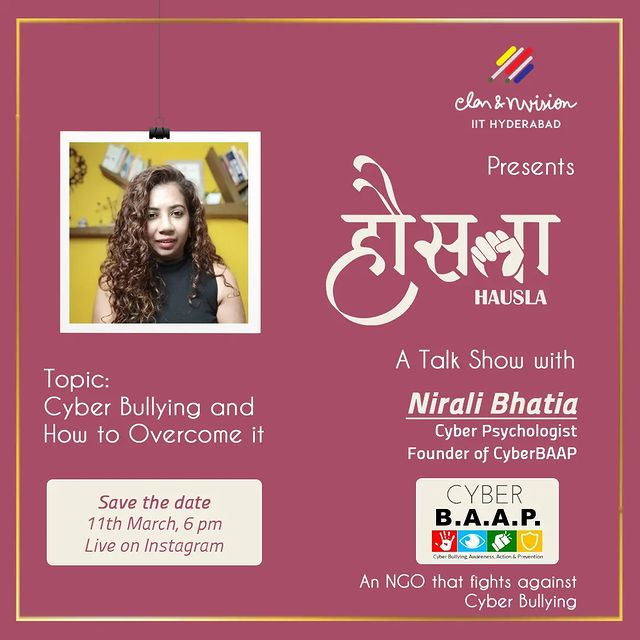 elan & nvision
IIT HYDERABAD
Presents
हौसला
HAUSLA
A Talk Show with
Nirali Bhatia
Cyber Psychologist
Founder of CyberBAAP
Topic:
Cyber Bullying and
How to Overcome it
Save the date
11th March, 6 pm
Live on Instagram
CYBER
B.A.A.P.
Cyber Bullying Awareness, Action & Prevention
An NGO that fights against
Cyber Bullying